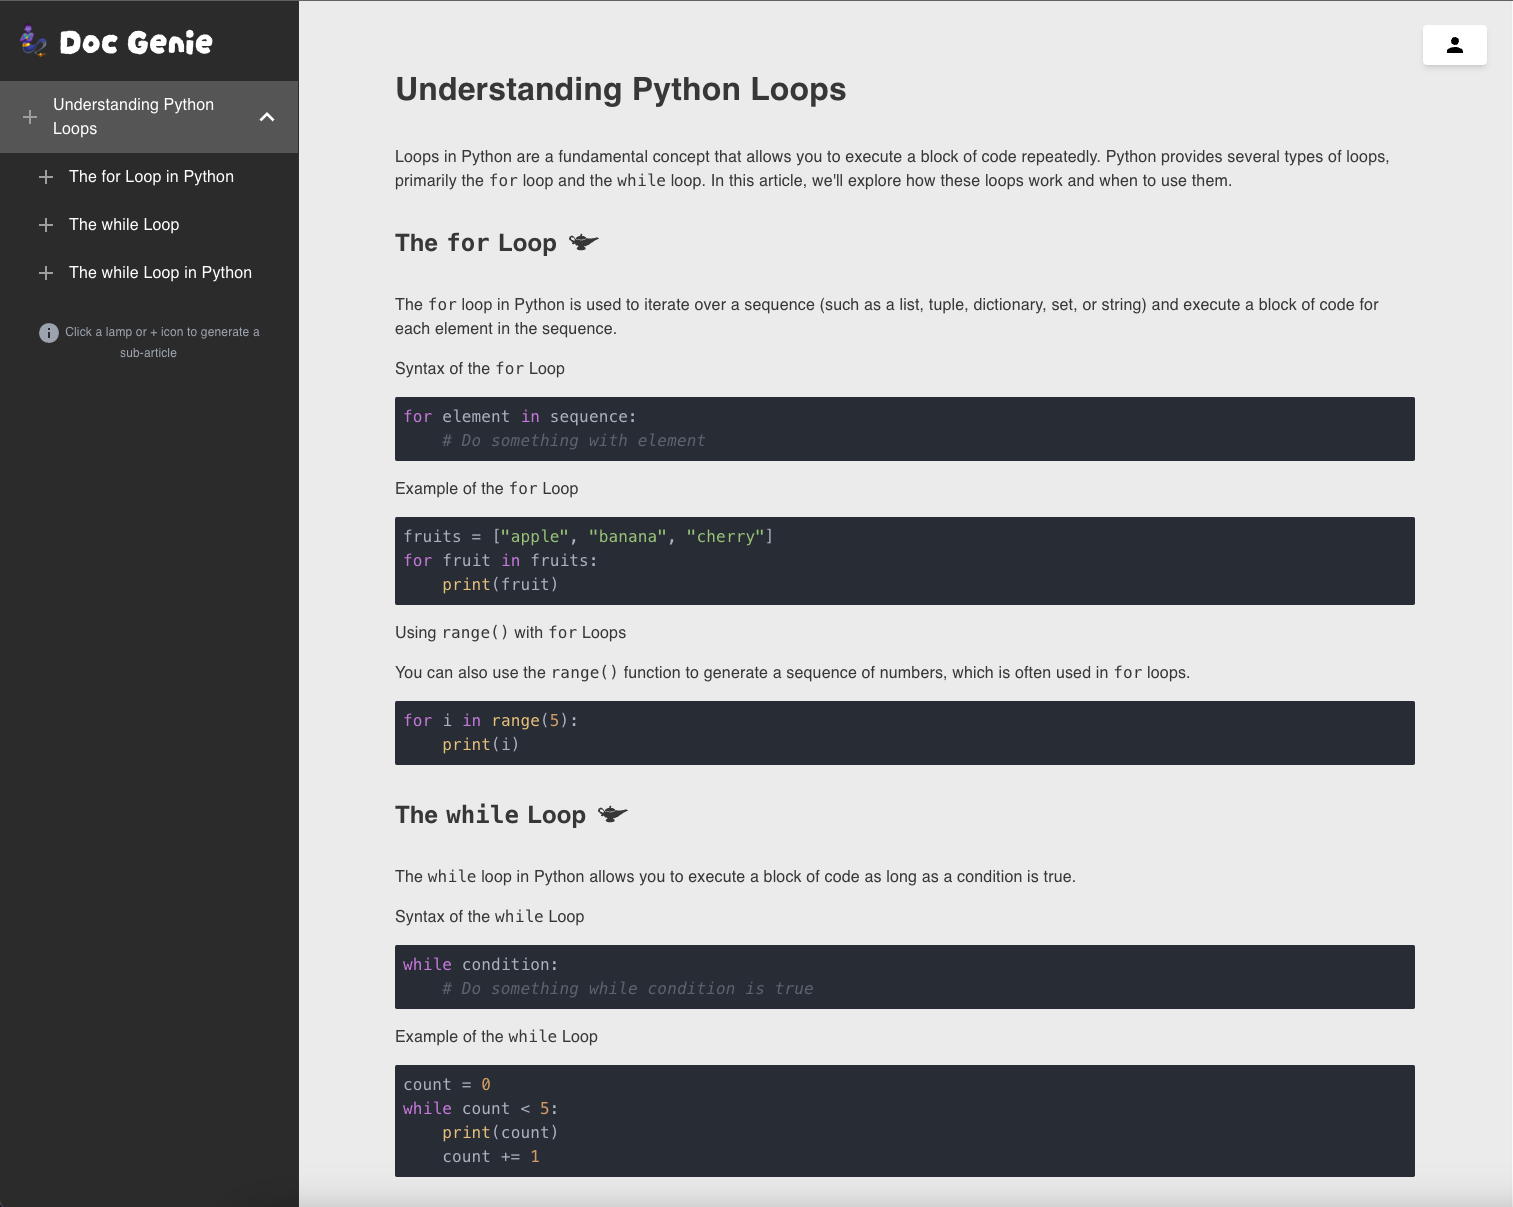 Doc Genie
Understanding Python
Loops
The for Loop in Python
The while Loop
The while Loop in Python
Click a lamp or + icon to generate a
sub-article
Understanding Python Loops
Loops in Python are a fundamental concept that allows you to execute a block of code repeatedly. Python provides several types of loops,
primarily the for loop and the while loop. In this article, we'll explore how these loops work and when to use them.
The for Loop
The for loop in Python is used to iterate over a sequence (such as a list, tuple, dictionary, set, or string) and execute a block of code for
each element in the sequence.
Syntax of the for Loop
for element in sequence:
    # Do something with element
Example of the for Loop
fruits = ["apple", "banana", "cherry"]
for fruit in fruits:
    print(fruit)
Using range() with for Loops
You can also use the range() function to generate a sequence of numbers, which is often used in for loops.
for i in range(5):
    print(i)
The while Loop
The while loop in Python allows you to execute a block of code as long as a condition is true.
Syntax of the while Loop
while condition:
    # Do something while condition is true
Example of the while Loop
count = 0
while count < 5:
    print(count)
    count += 1